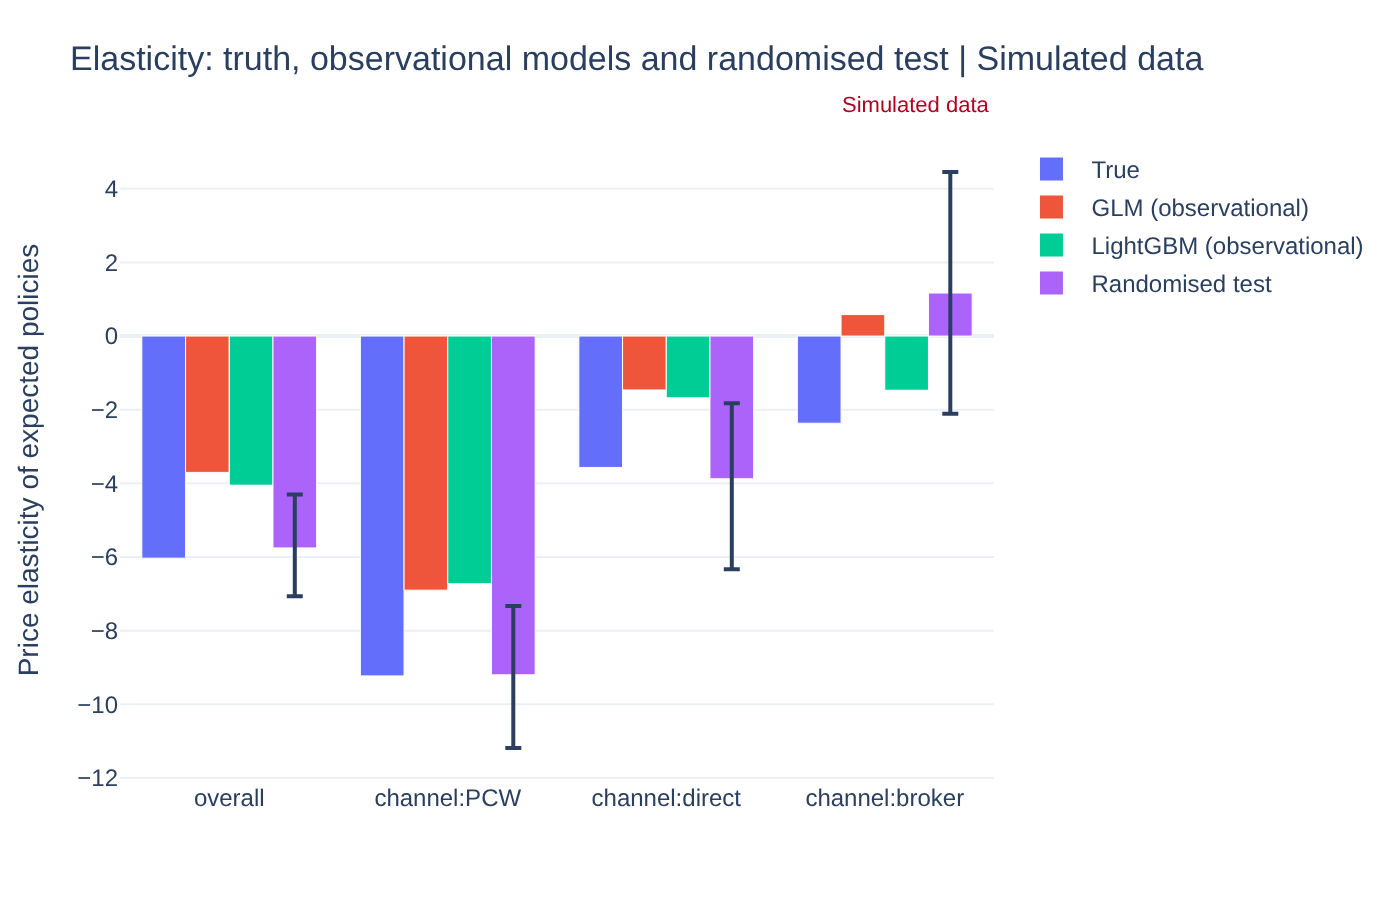 Elasticity: truth, observational models and randomised test | Simulated data
Simulated data
True
GLM (observational)
LightGBM (observational)
Randomised test
Price elasticity of expected policies
4
2
0
−2
−4
−6
−8
−10
−12
overall
channel:PCW
channel:direct
channel:broker